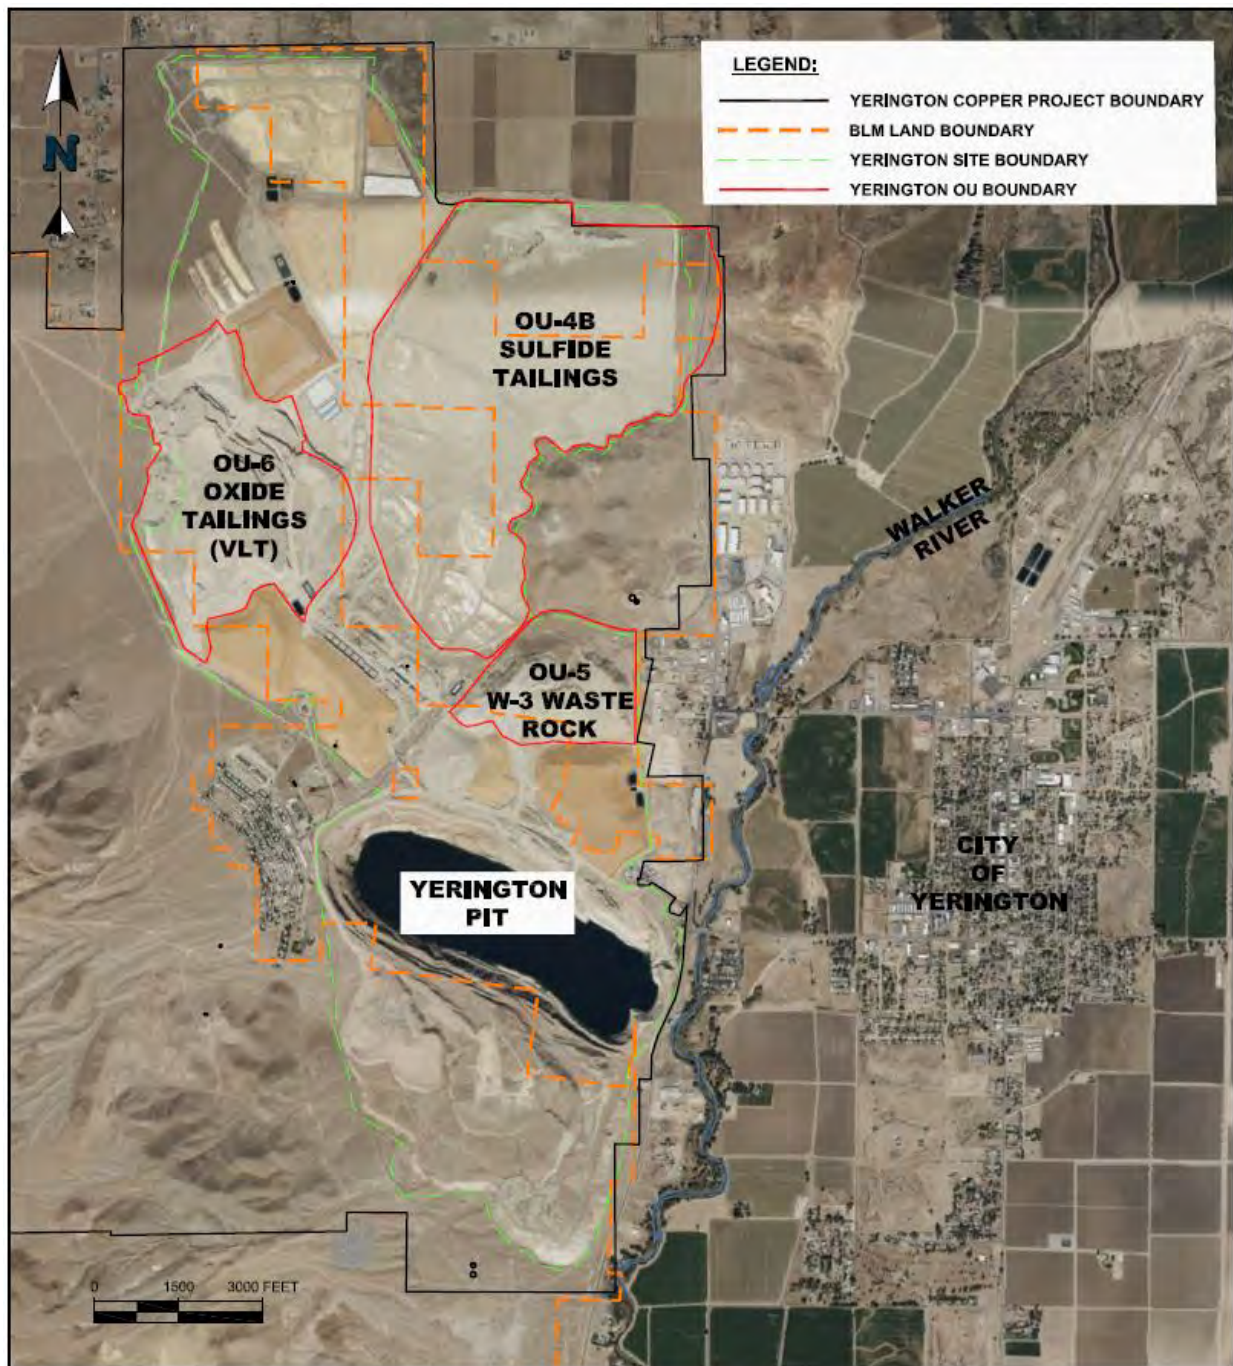 LEGEND:
YERINGTON COPPER PROJECT BOUNDARY
BLM LAND BOUNDARY
YERINGTON SITE BOUNDARY
YERINGTON OU BOUNDARY
N
OU-4B
SULFIDE
TAILINGS
OU-6
OXIDE
TAILINGS
(VLT)
WALKER
RIVER
OU-5
W-3 WASTE
ROCK
YERINGTON
PIT
CITY
OF
YERINGTON
0 1500 3000 FEET